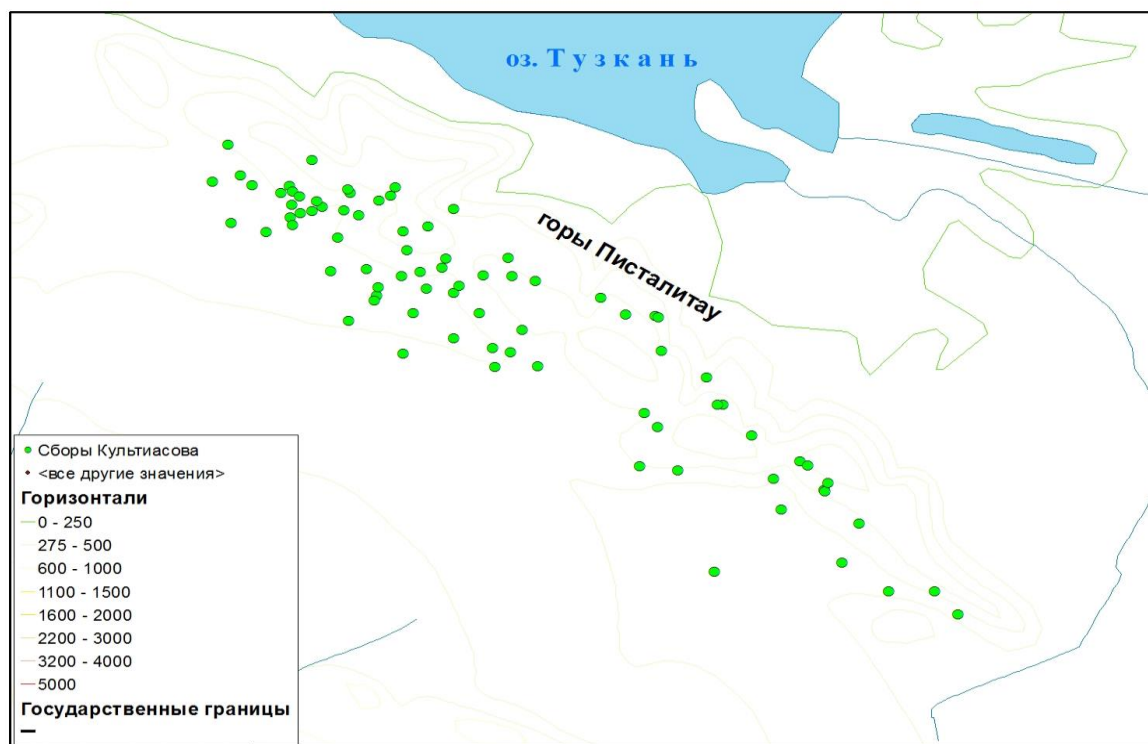 оз. Т у з к а н ь
горы Писталитау
Сборы Культиасова
<все другие значения>
Горизонтали
0 - 250
275 - 500
600 - 1000
1100 - 1500
1600 - 2000
2200 - 3000
3200 - 4000
5000
Государственные границы